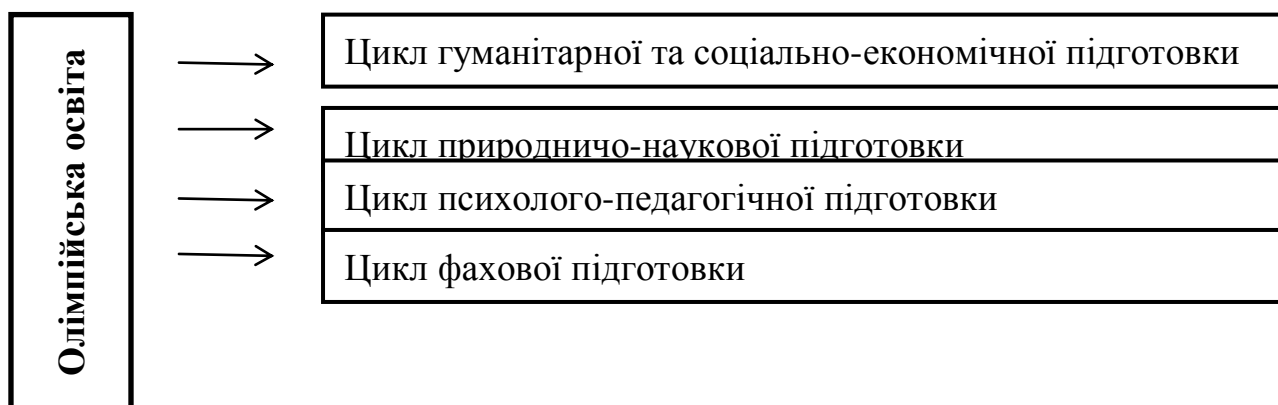 Олімпійська освіта
Цикл гуманітарної та соціально-економічної підготовки
Цикл природничо-наукової підготовки
Цикл психолого-педагогічної підготовки
Цикл фахової підготовки